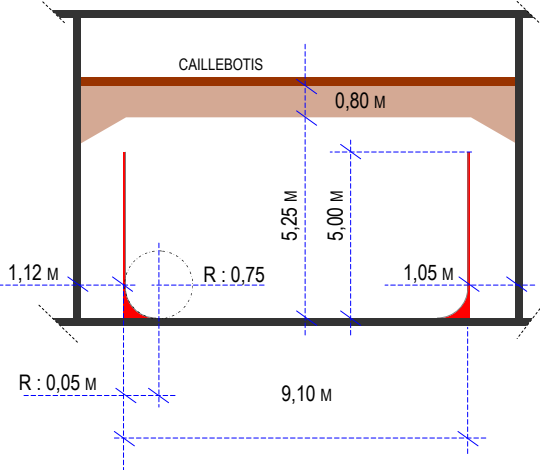 CAILLEBOTIS
0,80 M
5,25 M
5,00 M
1,12 M
R : 0,75
1,05 M
R : 0,05 M
9,10 M